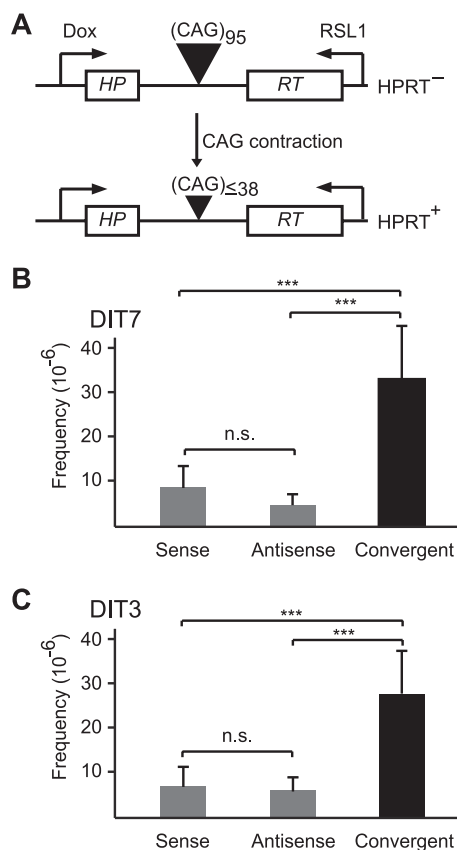 A
Dox
(CAG)95
RSL1
HP
RT
HPRT−
CAG contraction
(CAG)≤38
HP
RT
HPRT+
B
DIT7
***
***
n.s.
Frequency (10-6)
40
30
20
10
Sense
Antisense
Convergent
C
DIT3
***
***
n.s.
Frequency (10-6)
40
30
20
10
Sense
Antisense
Convergent